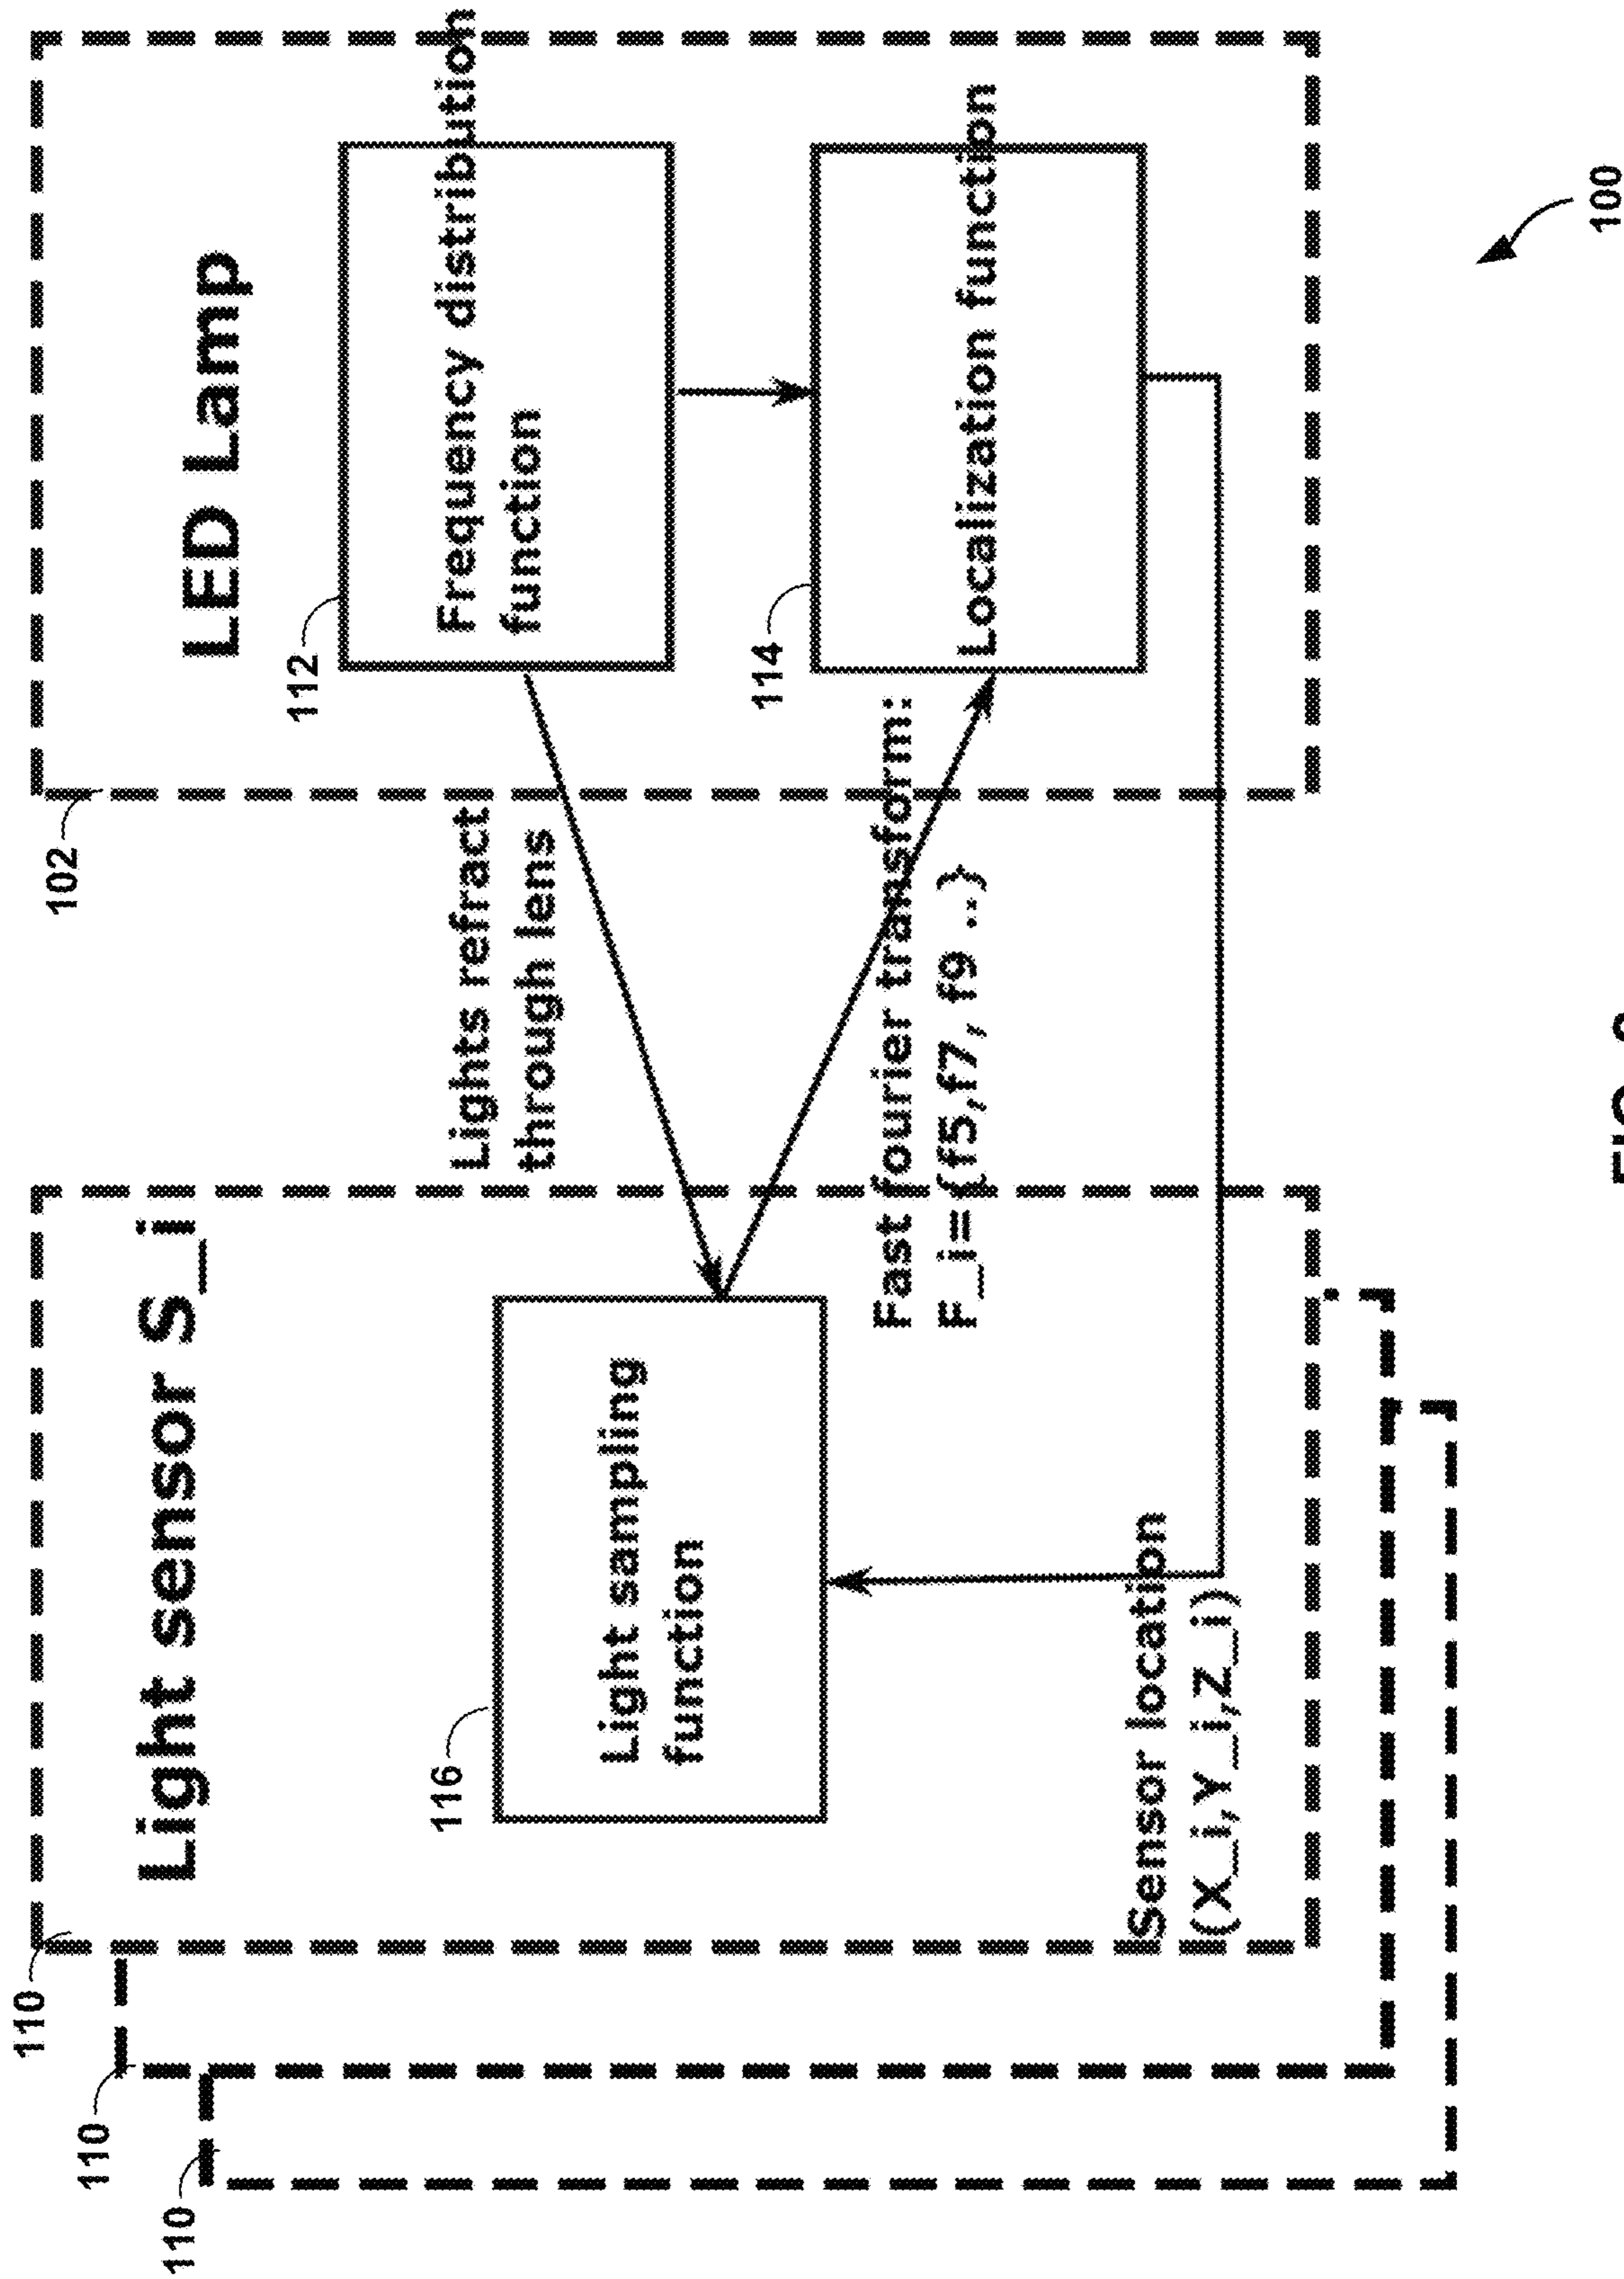 110
110
110
Light sensor S_i
116
Light sampling
function
Sensor location
(X_i,Y_i,Z_i)
Lights refract
through lens
Fast fourier transform:
F_i={f5,f7, f9 ..}
102
LED Lamp
112
Frequency distribution
function
114
Localization function
100